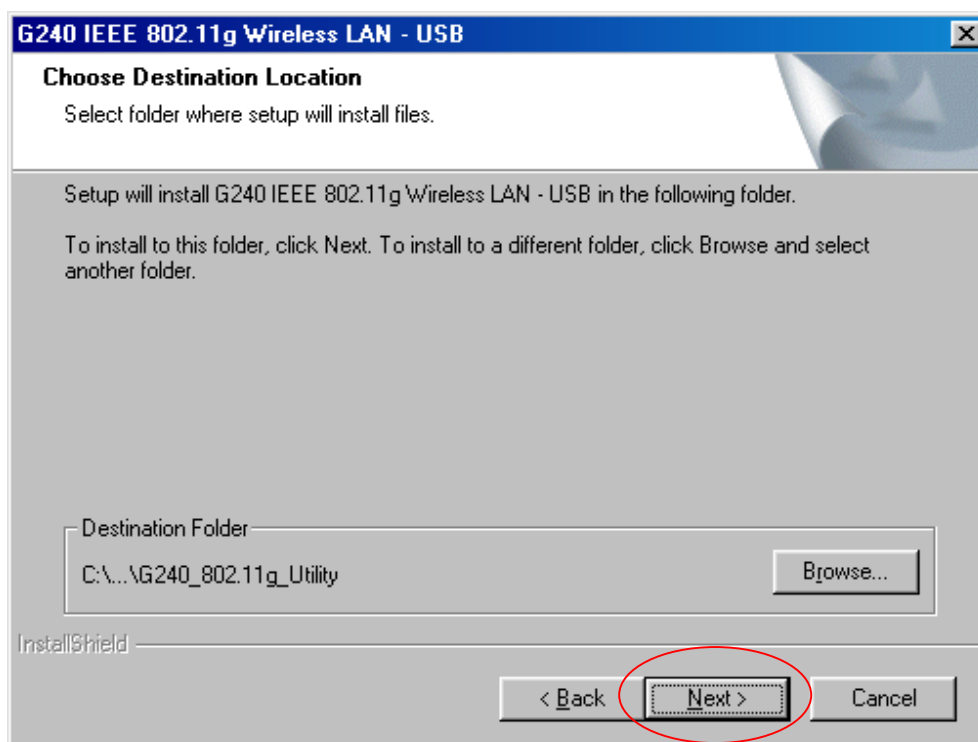 G240 IEEE 802.11g Wireless LAN - USB
Choose Destination Location
Select folder where setup will install files.
Setup will install G240 IEEE 802.11g Wireless LAN - USB in the following folder.
To install to this folder, click Next. To install to a different folder, click Browse and select
another folder.
Destination Folder
C:\...\G240_802.11g_Utility
Browse...
InstallShield
< Back
Next >
Cancel